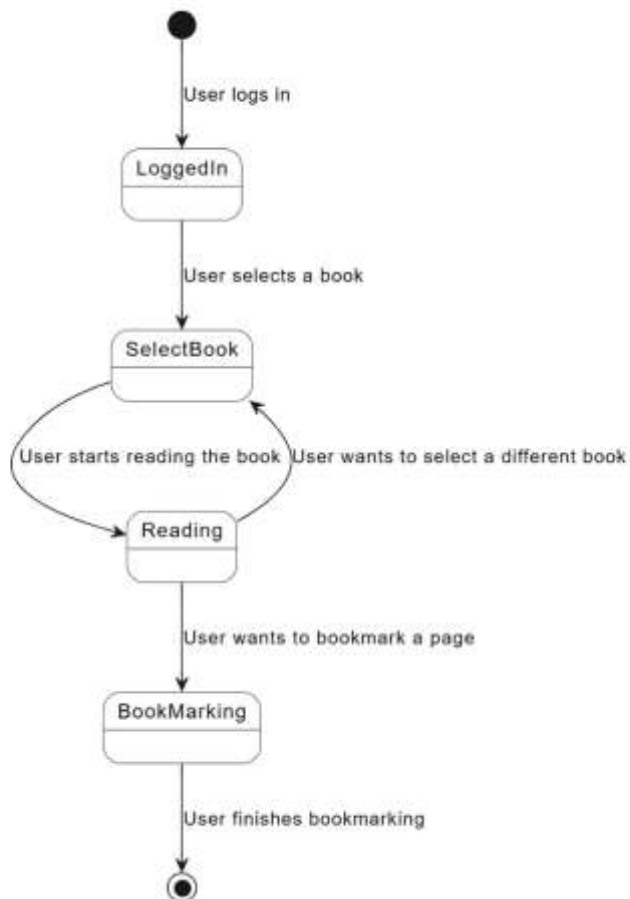 User logs in
LoggedIn
User selects a book
SelectBook
User starts reading the book
User wants to select a different book
Reading
User wants to bookmark a page
BookMarking
User finishes bookmarking